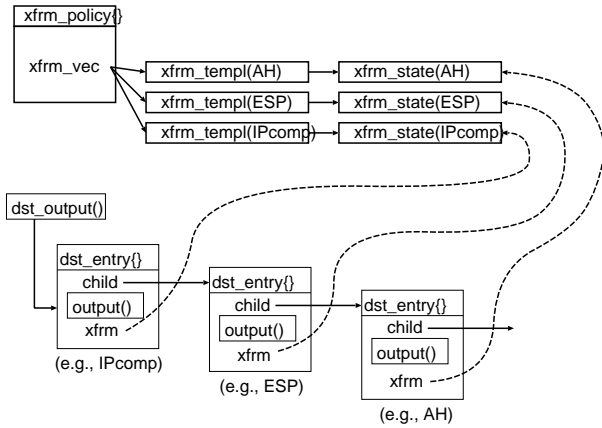 xfrm_policy{}
xfrm_vec
xfrm_templ(AH)
xfrm_state(AH)
xfrm_templ(ESP)
xfrm_state(ESP)
xfrm_templ(IPcomp)
xfrm_state(IPcomp)
dst_output()
dst_entry{}
child
output()
xfrm
(e.g., IPcomp)
dst_entry{}
child
output()
xfrm
(e.g., ESP)
dst_entry{}
child
output()
xfrm
(e.g., AH)